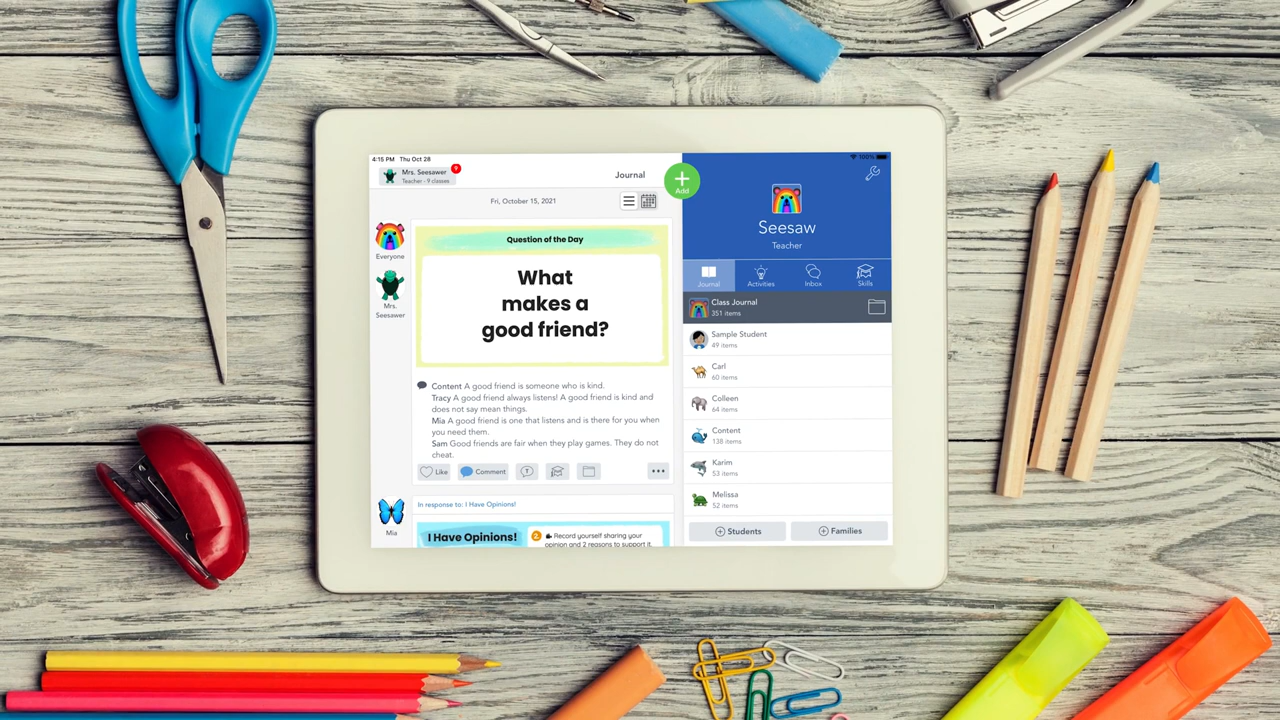 4:15 PM Thu Oct 28
100%
Mrs. Seesawer
9
Teacher - 9 classes
Journal
Add
Fri, October 15, 2021
Everyone
Mrs.
Seesawer
Question of the Day
What
makes a
good friend?
Content A good friend is someone who is kind.
Tracy A good friend always listens! A good friend is kind and
does not say mean things.
Mia A good friend is one that listens and is there for you when
you need them.
Sam Good friends are fair when they play games. They do not
cheat.
Like
Comment
T
Mia
In response to: I Have Opinions!
I Have Opinions!
2. Record yourself sharing your
opinion and 2 reasons to support it.
Seesaw
Teacher
Journal
Activities
Inbox
Skills
Class Journal
351 items
Sample Student
49 items
Carl
60 items
Colleen
64 items
Content
138 items
Karim
53 items
Melissa
52 items
Students
Families